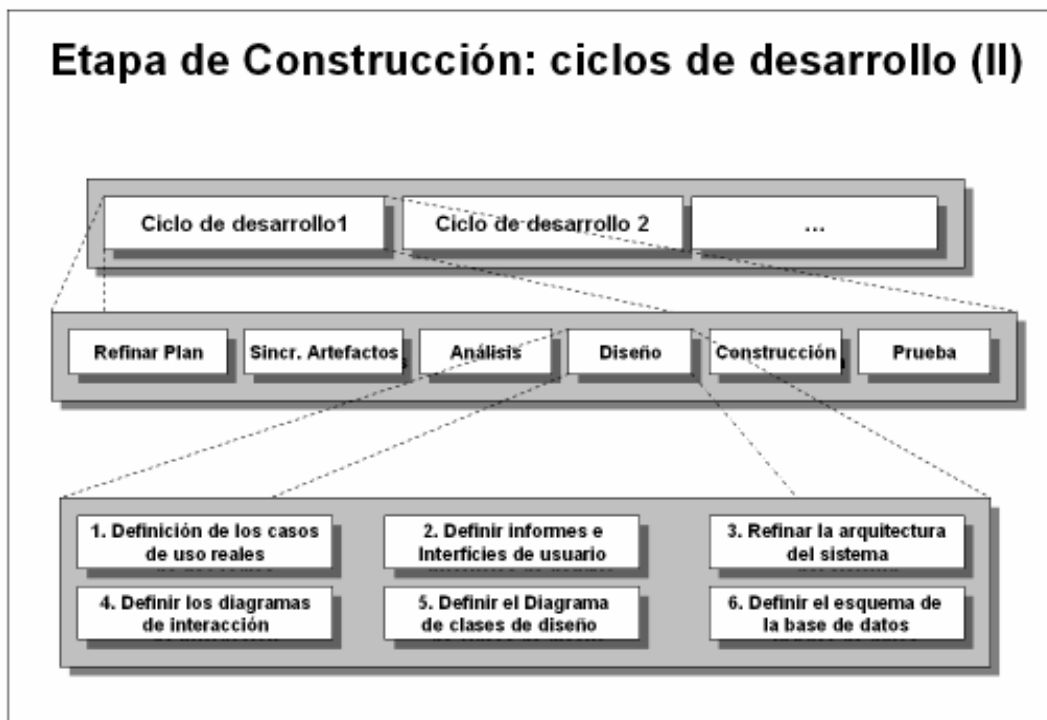 Etapa de Construcción: ciclos de desarrollo (II)
Ciclo de desarrollo1
Ciclo de desarrollo 2
...
Refinar Plan
Sincr. Artefactos
Análisis
Diseño
Construcción
Prueba
1. Definición de los casos
de uso reales
2. Definir informes e
Interficies de usuario
3. Refinar la arquitectura
del sistema
4. Definir los diagramas
de interacción
5. Definir el Diagrama
de clases de diseño
6. Definir el esquema de
la base de datos